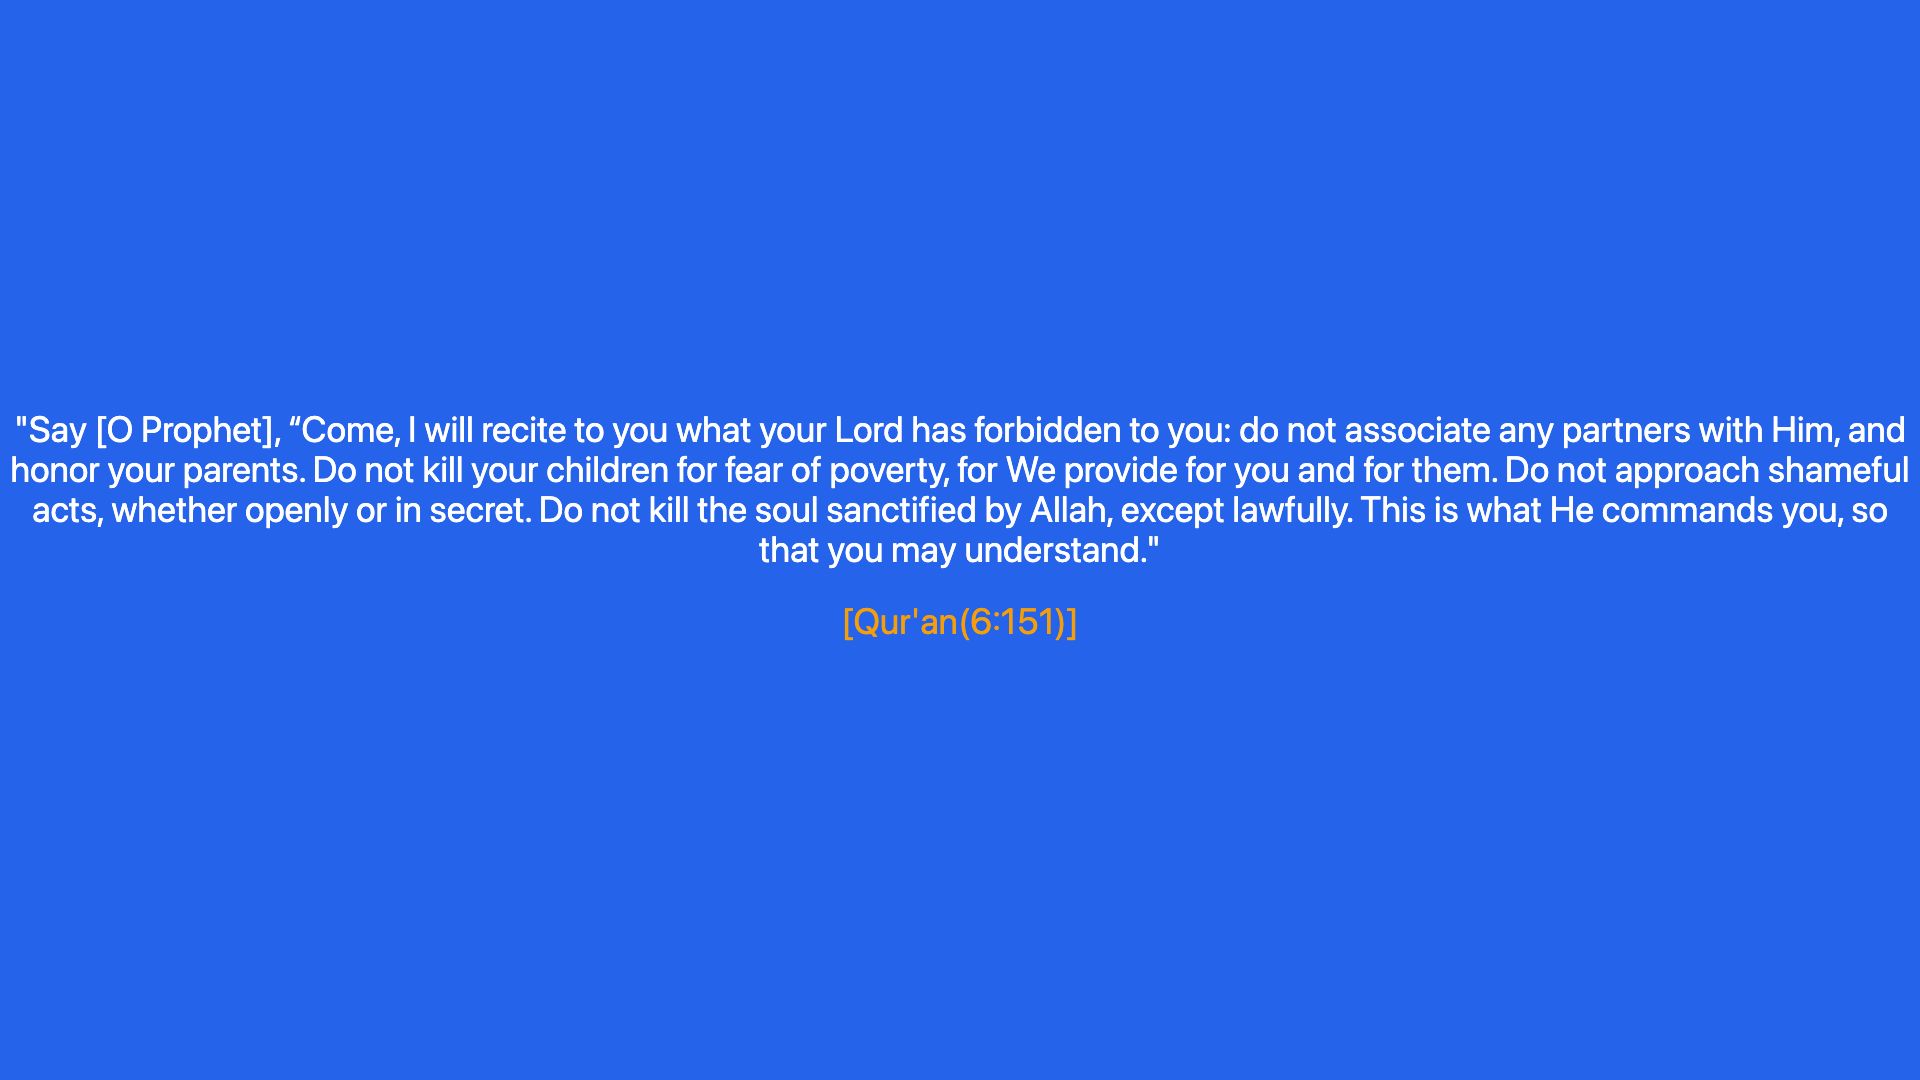 "Say [O Prophet], “Come, I will recite to you what your Lord has forbidden to you: do not associate any partners with Him, and
honor your parents. Do not kill your children for fear of poverty, for We provide for you and for them. Do not approach shameful
acts, whether openly or in secret. Do not kill the soul sanctified by Allah, except lawfully. This is what He commands you, so
that you may understand."
[Qur'an(6:151)]